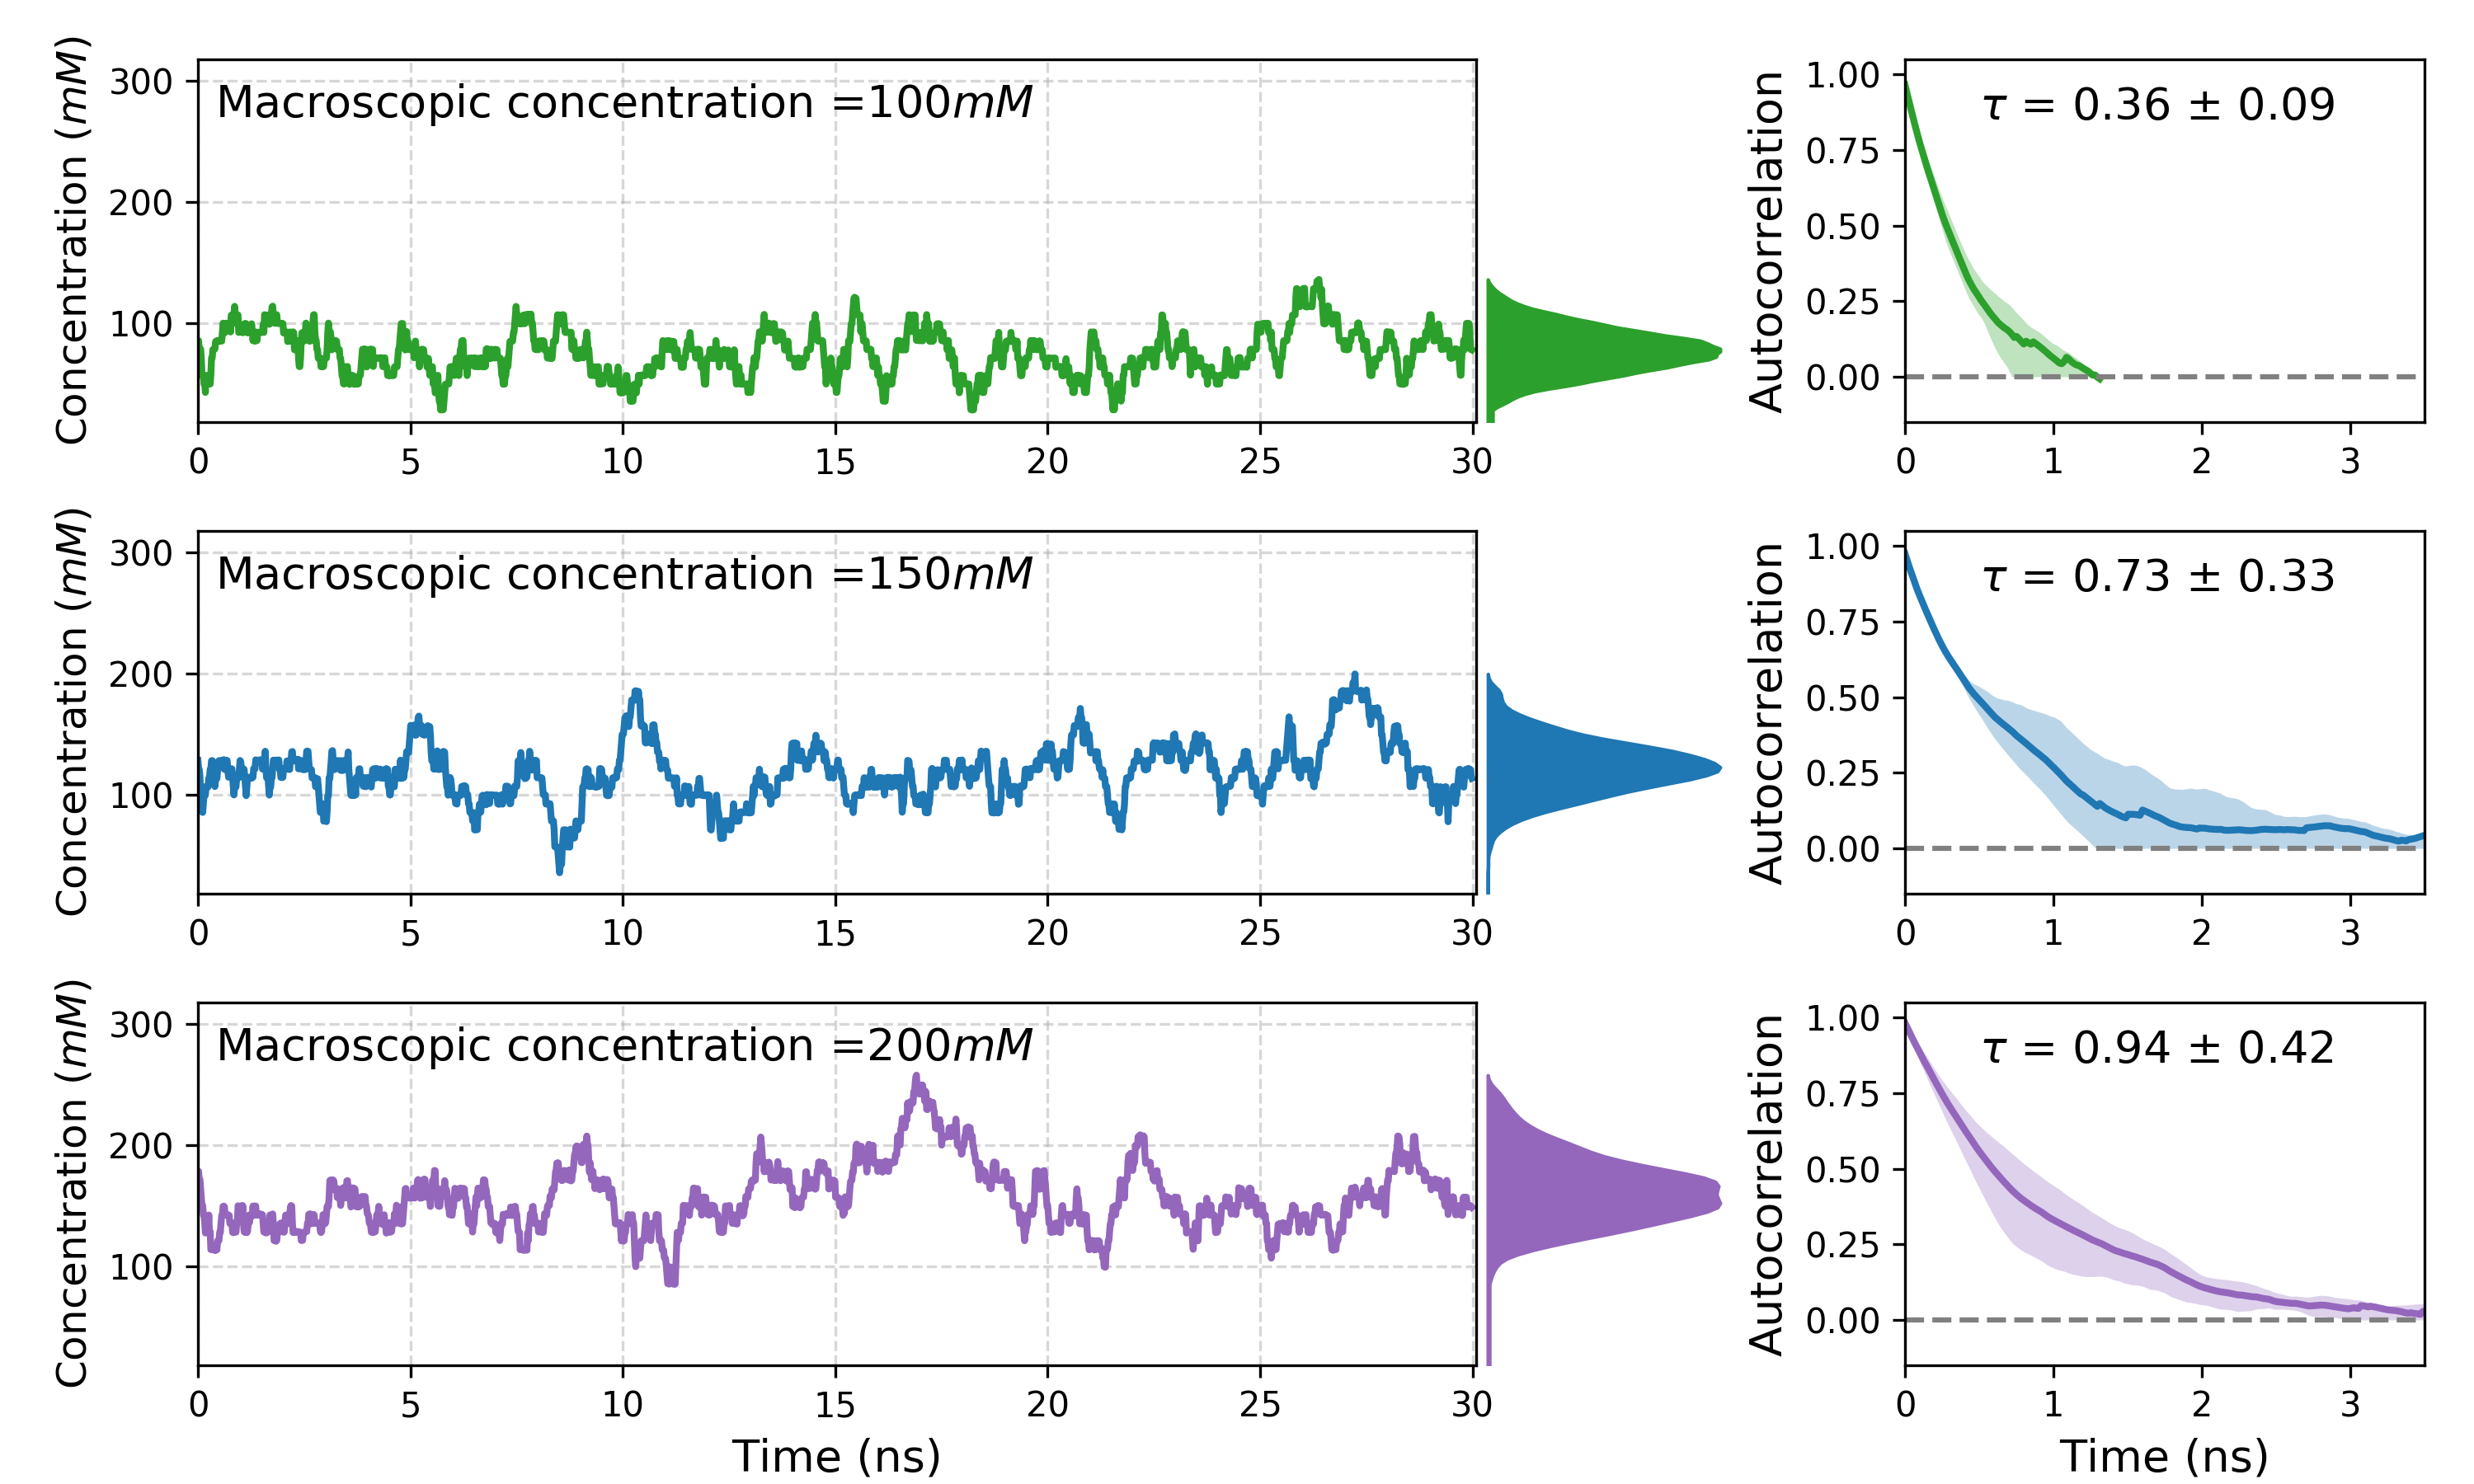 Concentration (mM)
300
200
100
Macroscopic concentration =100mM
0 5 10 15 20 25 30
Autocorrelation
1.00
0.75
0.50
0.25
0.00
τ = 0.36 ± 0.09
0 1 2 3
Concentration (mM)
300
200
100
Macroscopic concentration =150mM
0 5 10 15 20 25 30
Autocorrelation
1.00
0.75
0.50
0.25
0.00
τ = 0.73 ± 0.33
0 1 2 3
Concentration (mM)
300
200
100
Macroscopic concentration =200mM
0 5 10 15 20 25 30
Time (ns)
Autocorrelation
1.00
0.75
0.50
0.25
0.00
τ = 0.94 ± 0.42
0 1 2 3
Time (ns)